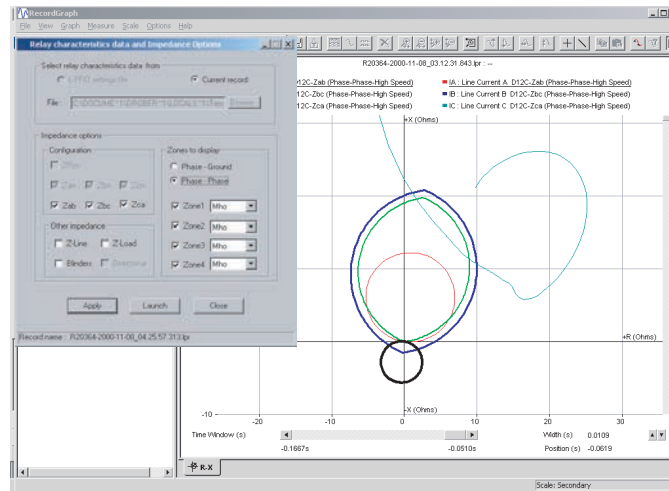 RecordGraph
File View Graph Measure Scale Options Help
Relay characteristics data and Impedance Options
Select relay characteristics data from
Current record
File :
Impedance options
Configuration
Zones to display
Phase - Ground
Phase - Phase
Zab Zbc Zca
Zone1 Mho
Zone2 Mho
Zone3 Mho
Zone4 Mho
Other impedance
Z-Line Z-Load
Blinders
Apply Launch Close
Record name : R20364-2000-11-08_04.25.57.313.lpr
R20364-2000-11-08_03.12.31.843.lpr : --
D12C-Zab (Phase-Phase-High Speed) IA : Line Current A D12C-Zab (Phase-Phase-High Speed)
D12C-Zbc (Phase-Phase-High Speed) IB : Line Current B D12C-Zbc (Phase-Phase-High Speed)
D12C-Zca (Phase-Phase-High Speed) IC : Line Current C D12C-Zca (Phase-Phase-High Speed)
+X (Ohms)
+R (Ohms)
-10
-X (Ohms)
-20 -10 0 10 20 30
Time Window (s) Width (s) 0.0109
-0.1667s -0.0510s Position (s) -0.0619
R-X
Scale: Secondary